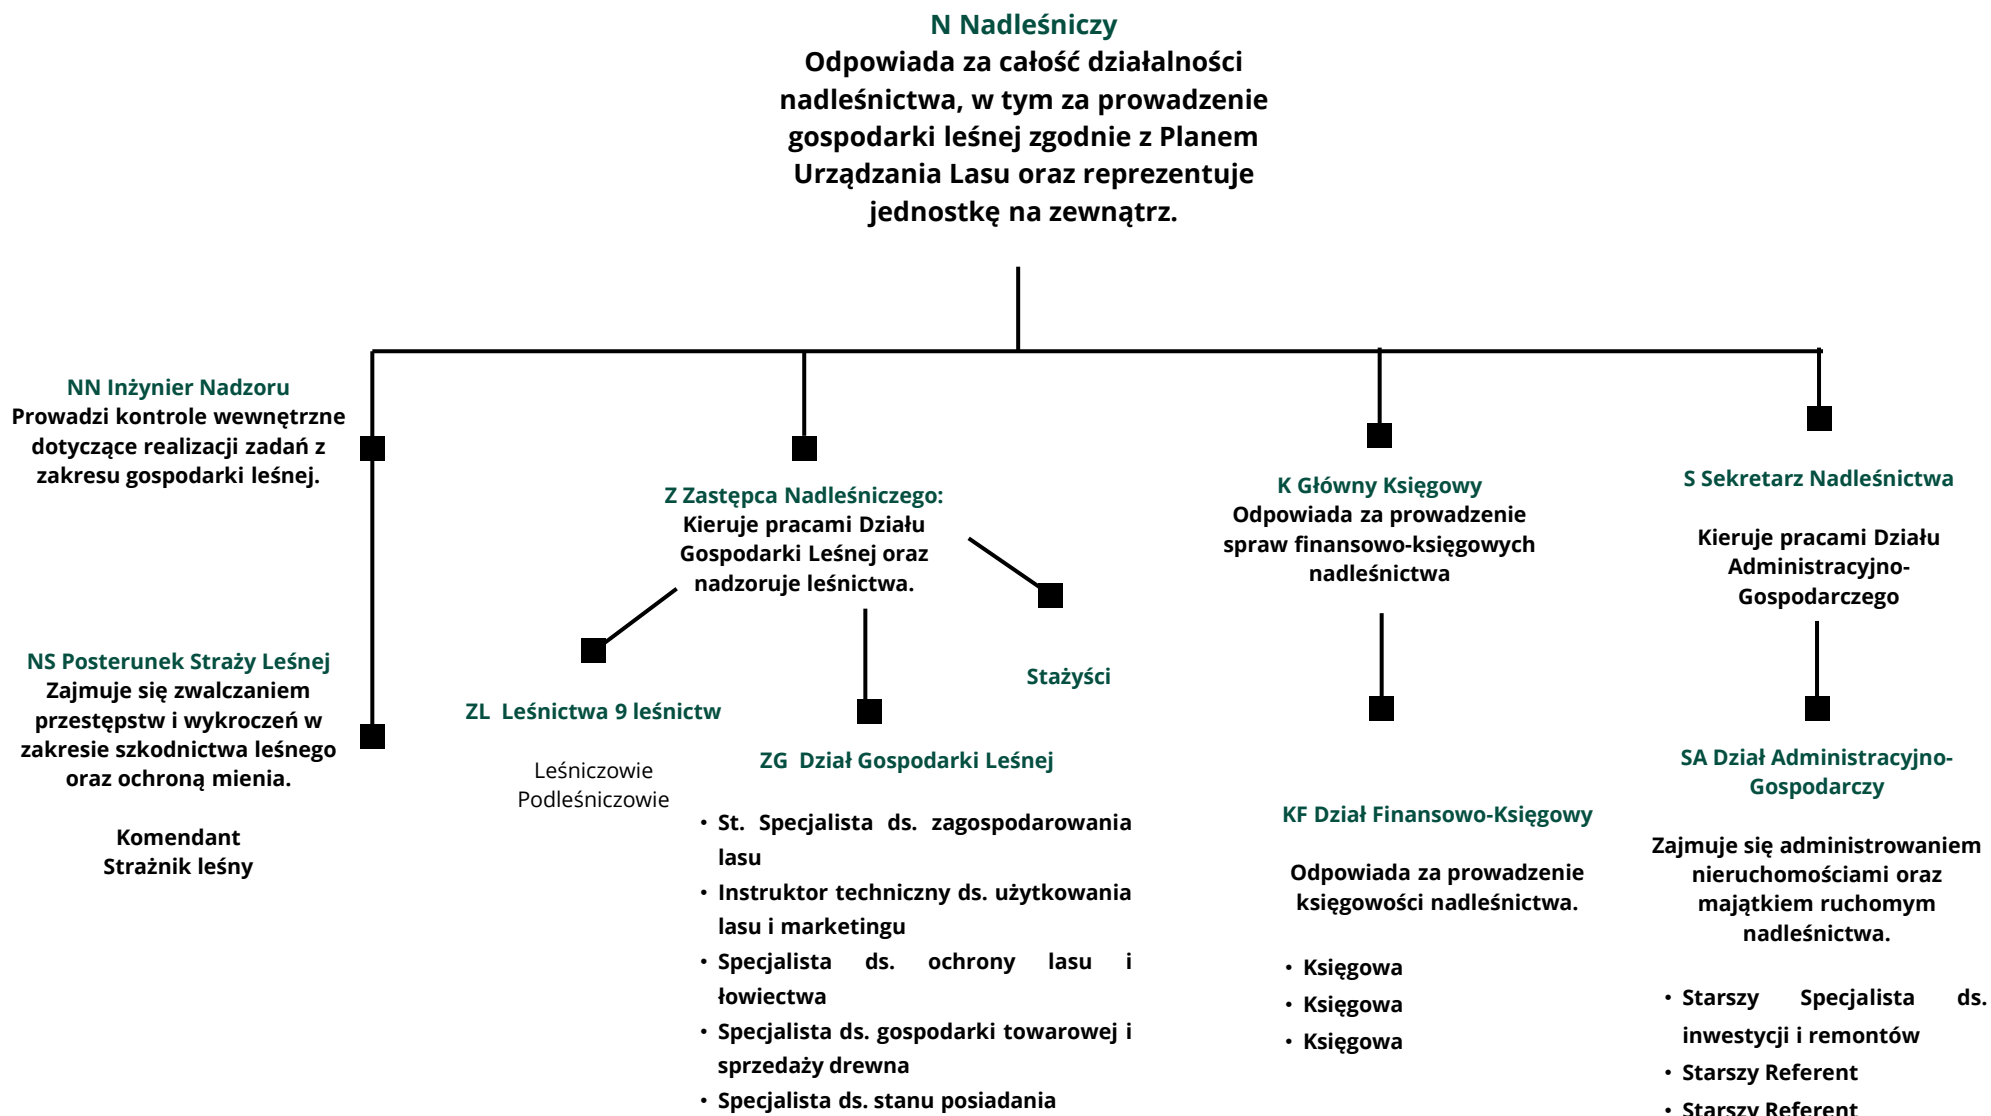 N Nadleśniczy
Odpowiada za całość działalności
nadleśnictwa, w tym za prowadzenie
gospodarki leśnej zgodnie z Planem
Urządzania Lasu oraz reprezentuje
jednostkę na zewnątrz.
NN Inżynier Nadzoru
Prowadzi kontrole wewnętrzne
dotyczące realizacji zadań z
zakresu gospodarki leśnej.
NS Posterunek Straży Leśnej
Zajmuje się zwalczaniem
przestępstw i wykroczeń w
zakresie szkodnictwa leśnego
oraz ochroną mienia.
Komendant
Strażnik leśny
Z Zastępca Nadleśniczego:
Kieruje pracami Działu
Gospodarki Leśnej oraz
nadzoruje leśnictwa.
ZL Leśnictwa 9 leśnictw
Leśniczowie
Podleśniczowie
ZG Dział Gospodarki Leśnej
• St. Specjalista ds. zagospodarowania
lasu
• Instruktor techniczny ds. użytkowania
lasu i marketingu
• Specjalista ds. ochrony lasu i
łowiectwa
• Specjalista ds. gospodarki towarowej i
sprzedaży drewna
• Specjalista ds. stanu posiadania
Stażyści
K Główny Księgowy
Odpowiada za prowadzenie
spraw finansowo-księgowych
nadleśnictwa
KF Dział Finansowo-Księgowy
Odpowiada za prowadzenie
księgowości nadleśnictwa.
• Księgowa
• Księgowa
• Księgowa
S Sekretarz Nadleśnictwa
Kieruje pracami Działu
Administracyjno-
Gospodarczego
SA Dział Administracyjno-
Gospodarczy
Zajmuje się administrowaniem
nieruchomościami oraz
majątkiem ruchomym
nadleśnictwa.
• Starszy Specjalista ds.
inwestycji i remontów
• Starszy Referent
• Starszy Referent